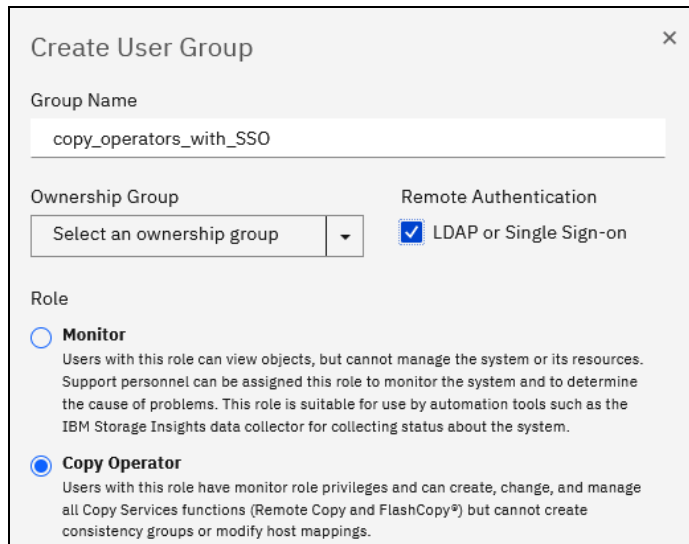 Create User Group
Group Name
copy_operators_with_SSO
Ownership Group
Remote Authentication
Select an ownership group
LDAP or Single Sign-on
Role
Monitor
Users with this role can view objects, but cannot manage the system or its resources.
Support personnel can be assigned this role to monitor the system and to determine
the cause of problems. This role is suitable for use by automation tools such as the
IBM Storage Insights data collector for collecting status about the system.
Copy Operator
Users with this role have monitor role privileges and can create, change, and manage
all Copy Services functions (Remote Copy and FlashCopy®) but cannot create
consistency groups or modify host mappings.